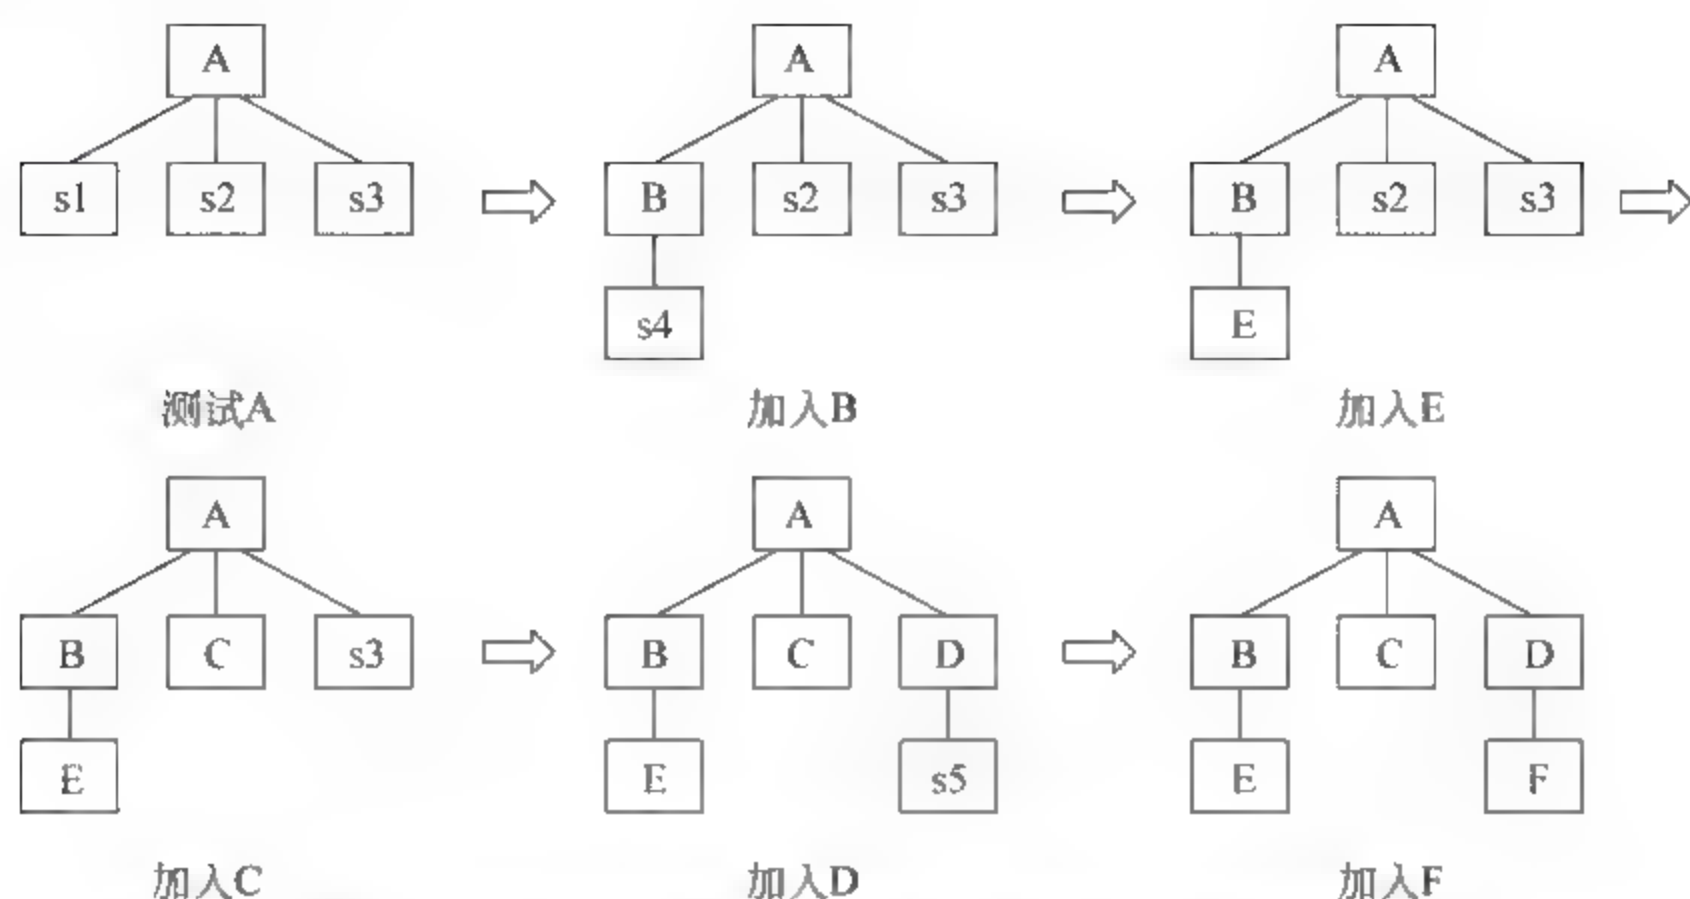 A A A
s1 s2 s3 B s2 s3 B s2 s3
s4 E
测试A 加入B 加入E
A A A
B C s3 B C D B C D
E E s5 E F
加入C 加入D 加入F